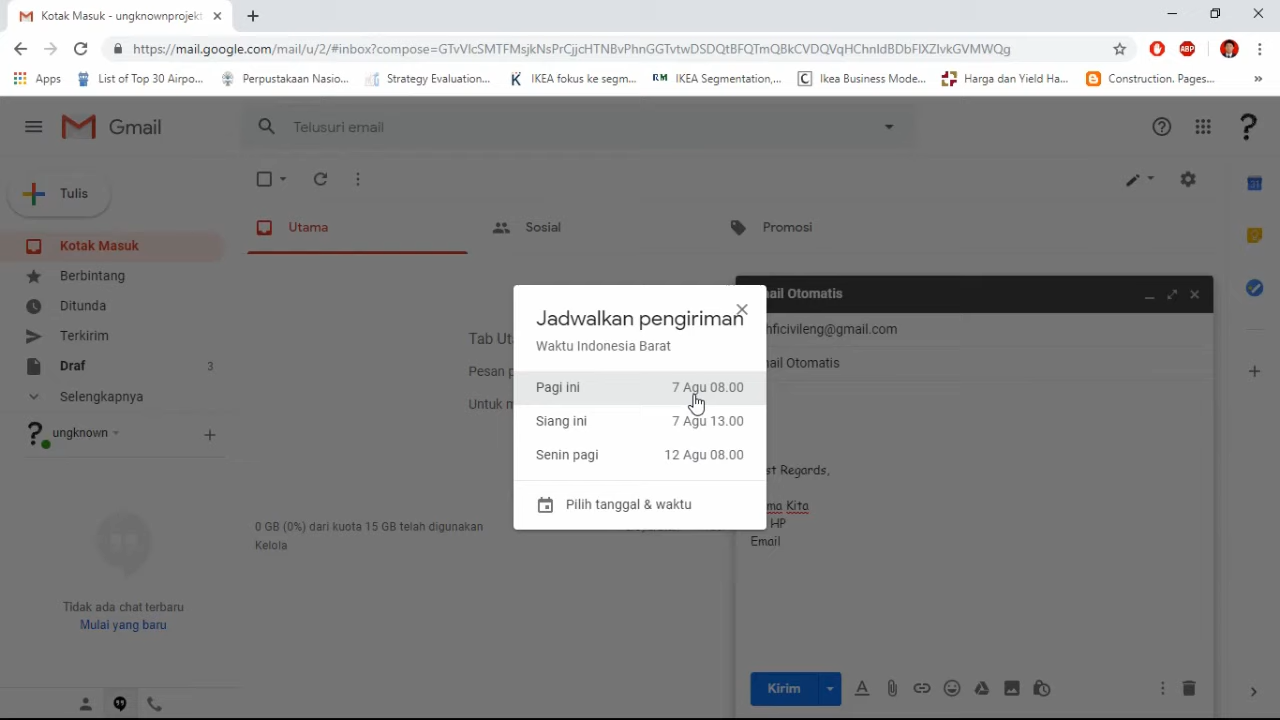 Kotak Masuk - ungknownprojekt
https://mail.google.com/mail/u/2/#inbox?compose=GTvVlcSMTFMsjkNsPrCjjcHTNBvPhnGGTvtwDSDQtBFQTmQBkCVDQVqHChnldBDbFlXZlvkGVMWQg
ABP
Apps
List of Top 30 Airpo...
Perpustakaan Nasio...
Strategy Evaluation...
IKEA fokus ke segm...
IKEA Segmentation,...
Ikea Business Mode...
Harga dan Yield Ha...
Construction. Pages...
Gmail
Telusuri email
Tulis
Utama
Sosial
Promosi
Kotak Masuk
Berbintang
Ditunda
Terkirim
Draf 3
Selengkapnya
ungknown
Tab Ut
Pesan p
Untuk m
0 GB (0%) dari kuota 15 GB telah digunakan
Kelola
Tidak ada chat terbaru
Mulai yang baru
Jadwalkan pengiriman
Waktu Indonesia Barat
Pagi ini 7 Agu 08.00
Siang ini 7 Agu 13.00
Senin pagi 12 Agu 08.00
Pilih tanggal & waktu
ail Otomatis
hficivileng@gmail.com
ail Otomatis
st Regards,
ma Kita
HP
Email
Kirim